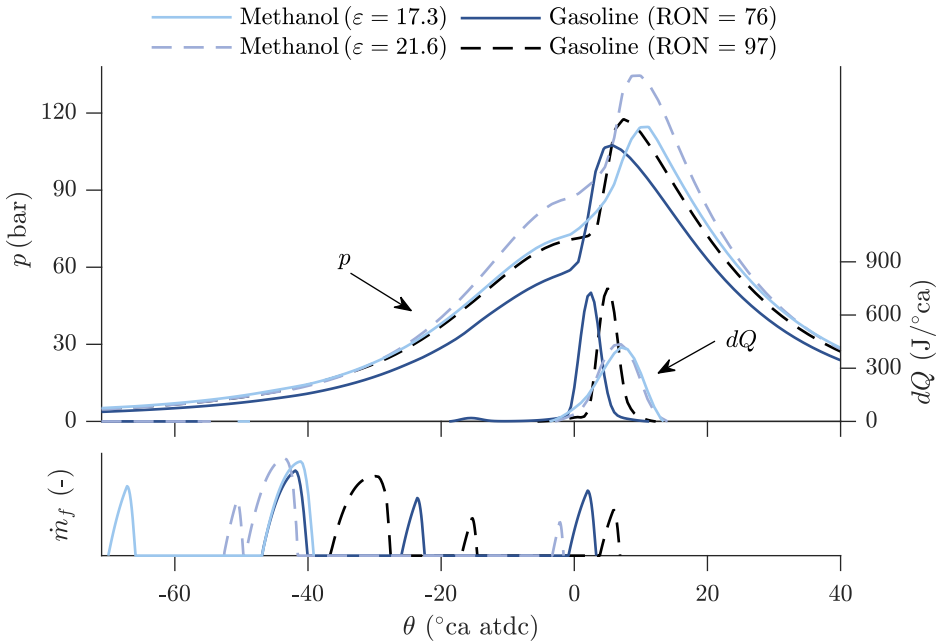 Methanol (ε = 17.3) Gasoline (RON = 76)
Methanol (ε = 21.6) Gasoline (RON = 97)
120
90
60
30
0
p (bar)
p
900
600
300
0
dQ (J/°ca)
dQ
ṁ_f (-)
-60 -40 -20 0 20 40
θ (°ca atdc)